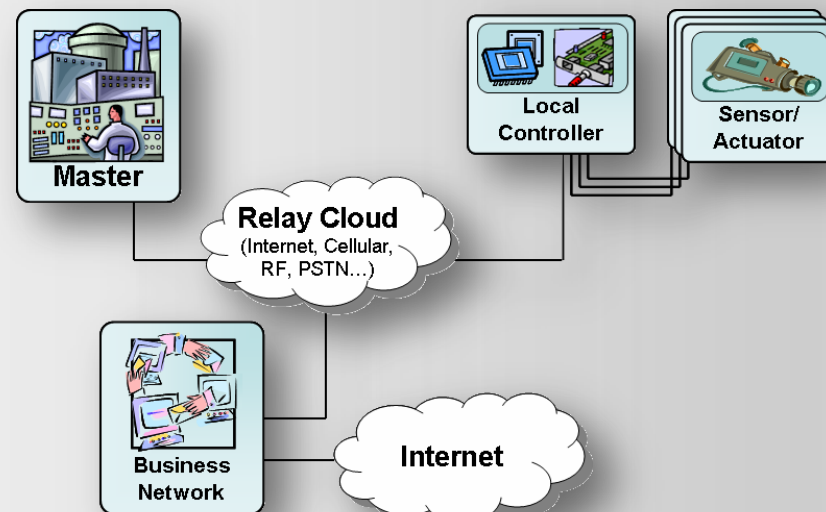 Master
Local
Controller
Sensor/
Actuator
Relay Cloud
(Internet, Cellular,
RF, PSTN...)
Business
Network
Internet